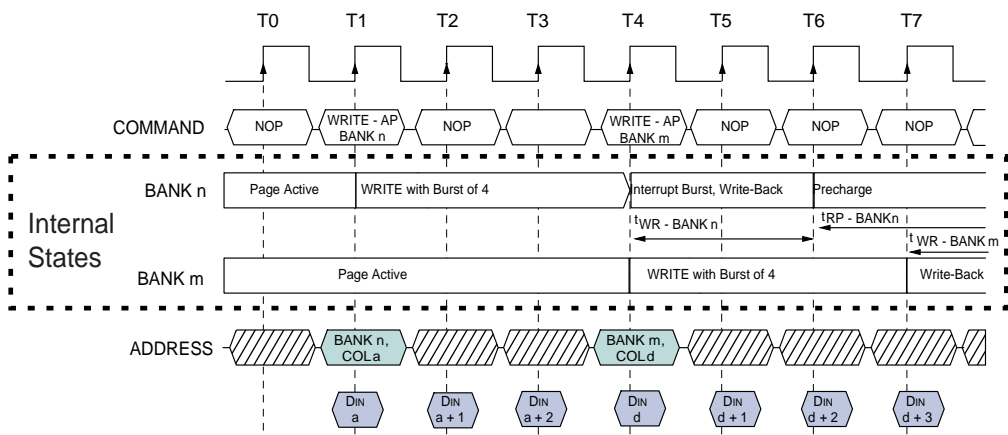 T0 T1 T2 T3 T4 T5 T6 T7
COMMAND NOP WRITE - AP BANK n NOP WRITE - AP BANK m NOP NOP NOP
BANK n Page Active WRITE with Burst of 4 Interrupt Burst, Write-Back Precharge
Internal States
tWR - BANK n tRP - BANK n
tWR - BANK m
BANK m Page Active WRITE with Burst of 4 Write-Back
ADDRESS BANK n, COL a BANK m, COL d
DIN a DIN a + 1 DIN a + 2 DIN d DIN d + 1 DIN d + 2 DIN d + 3